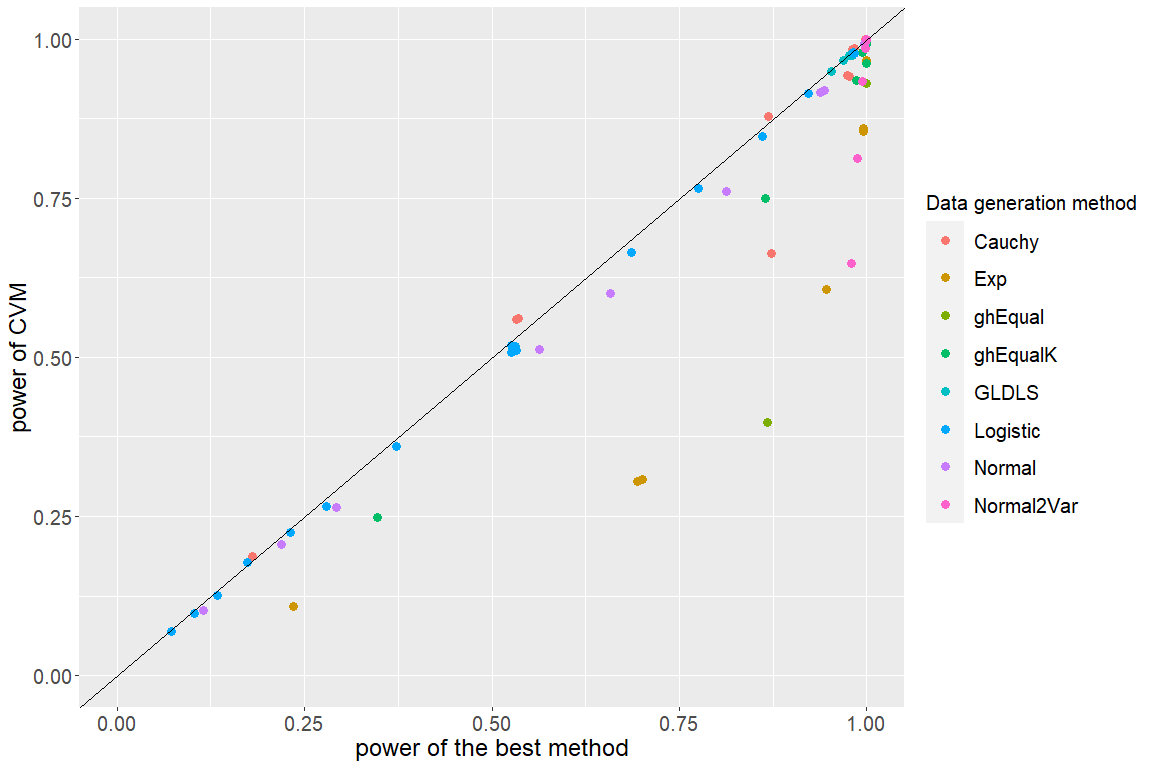 1.00
0.75
0.50
0.25
0.00
power of CVM
0.00 0.25 0.50 0.75 1.00
power of the best method
Data generation method
Cauchy
Exp
ghEqual
ghEqualK
GLDLS
Logistic
Normal
Normal2Var